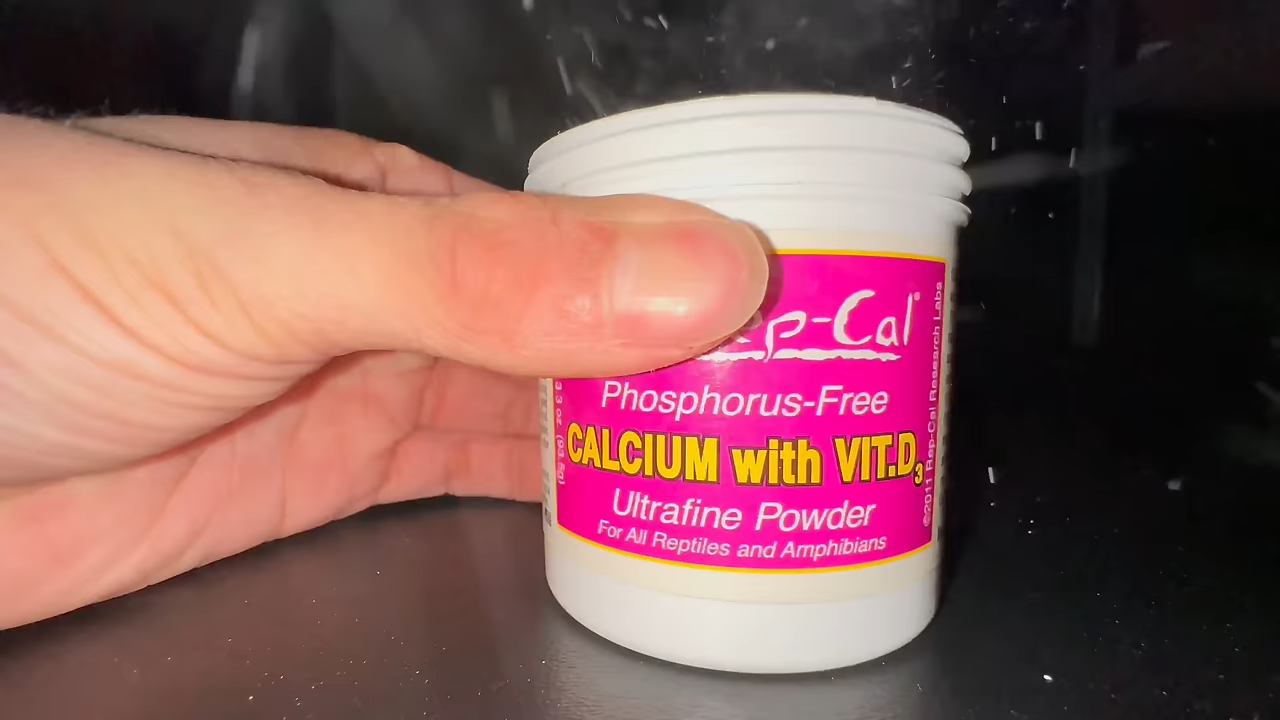 Rep-Cal®
Phosphorus-Free
CALCIUM with VIT.D3
Ultrafine Powder
For All Reptiles and Amphibians
©2011 Rep-Cal Research Labs